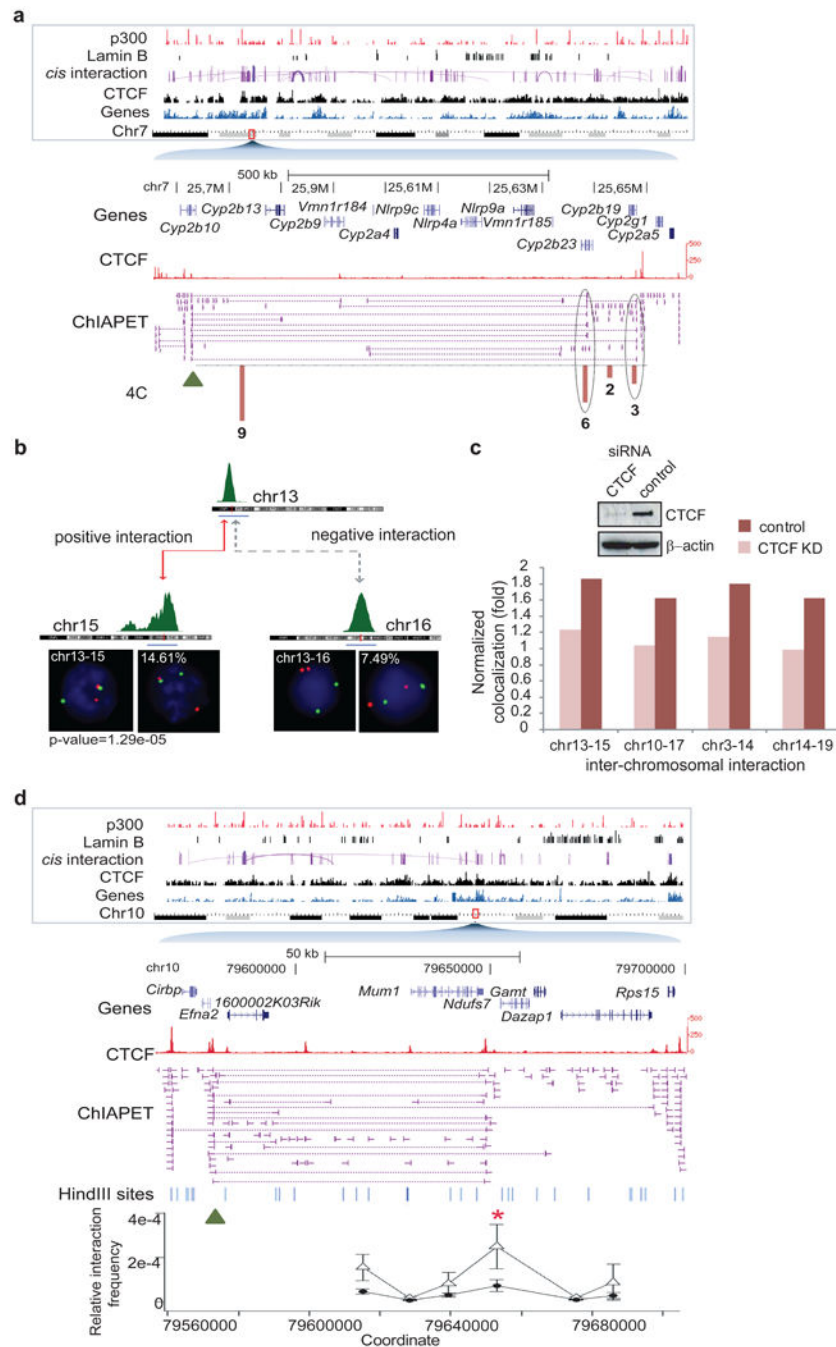 a
p300
Lamin B
cis interaction
CTCF
Genes
Chr7
500 kb
chr7
25,7M
25,9M
25,61M
25,63M
25,65M
Genes
Cyp2b13
Vmn1r184
Nlrp9c
Nlrp9a
Cyp2b19
Cyp2b10
Cyp2b9
Nlrp4a
Vmn1r185
Cyp2g1
Cyp2a4
Cyp2b23
Cyp2a5
CTCF
500
250
0
ChIAPET
4C
9
6
2
3
b
chr13
positive interaction
negative interaction
chr15
chr16
chr13-15
14.61%
chr13-16
7.49%
p-value=1.29e-05
c
siRNA
CTCF
control
CTCF
β-actin
control
CTCF KD
Normalized colocalization (fold)
2
1.8
1.6
1.4
1.2
1
0.8
0.6
0.4
0.2
0
chr13-15
chr10-17
chr3-14
chr14-19
inter-chromosomal interaction
d
p300
Lamin B
cis interaction
CTCF
Genes
Chr10
50 kb
chr10
79600000
79650000
79700000
Cirbp
Mum1
Gamt
Rps15
Genes
1600002K03Rik
Ndufs7
Efna2
Dazap1
CTCF
500
250
0
ChIAPET
HindIII sites
*
Relative interaction frequency
4e-4
2e-4
0
79560000
79600000
79640000
79680000
Coordinate